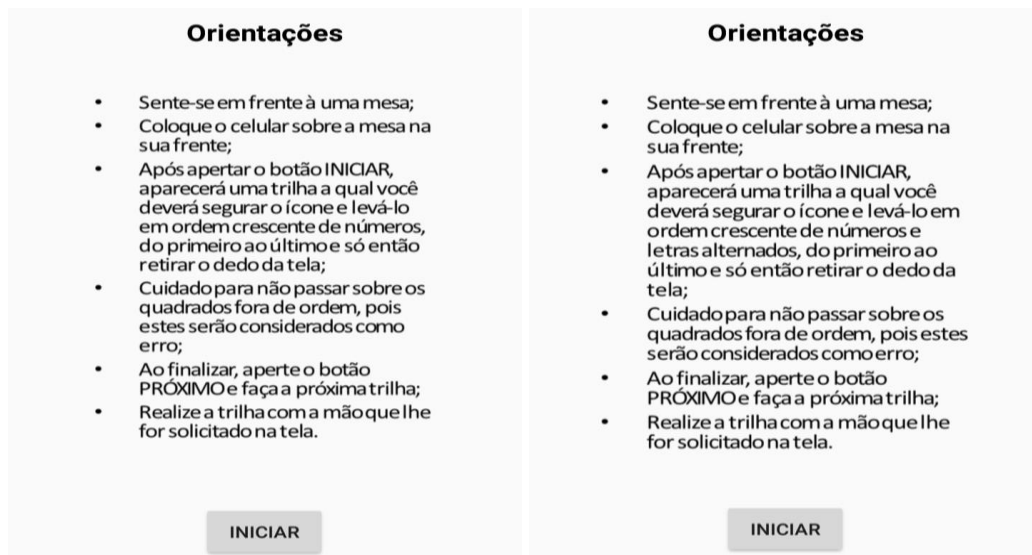 Orientações
• Sente-se em frente à uma mesa;
• Coloque o celular sobre a mesa na
sua frente;
• Após apertar o botão INICIAR,
aparecerá uma trilha a qual você
deverá segurar o ícone e levá-lo
em ordem crescente de números,
do primeiro ao último e só então
retirar o dedo da tela;
• Cuidado para não passar sobre os
quadrados fora de ordem, pois
estes serão considerados como
erro;
• Ao finalizar, aperte o botão
PRÓXIMO e faça a próxima trilha;
• Realize a trilha com a mão que lhe
for solicitado na tela.
INICIAR
Orientações
• Sente-se em frente à uma mesa;
• Coloque o celular sobre a mesa na
sua frente;
• Após apertar o botão INICIAR,
aparecerá uma trilha a qual você
deverá segurar o ícone e levá-lo em
ordem crescente de números e
letras alternados, do primeiro ao
último e só então retirar o dedo da
tela;
• Cuidado para não passar sobre os
quadrados fora de ordem, pois estes
serão considerados como erro;
• Ao finalizar, aperte o botão
PRÓXIMO e faça a próxima trilha;
• Realize a trilha com a mão que lhe
for solicitado na tela.
INICIAR